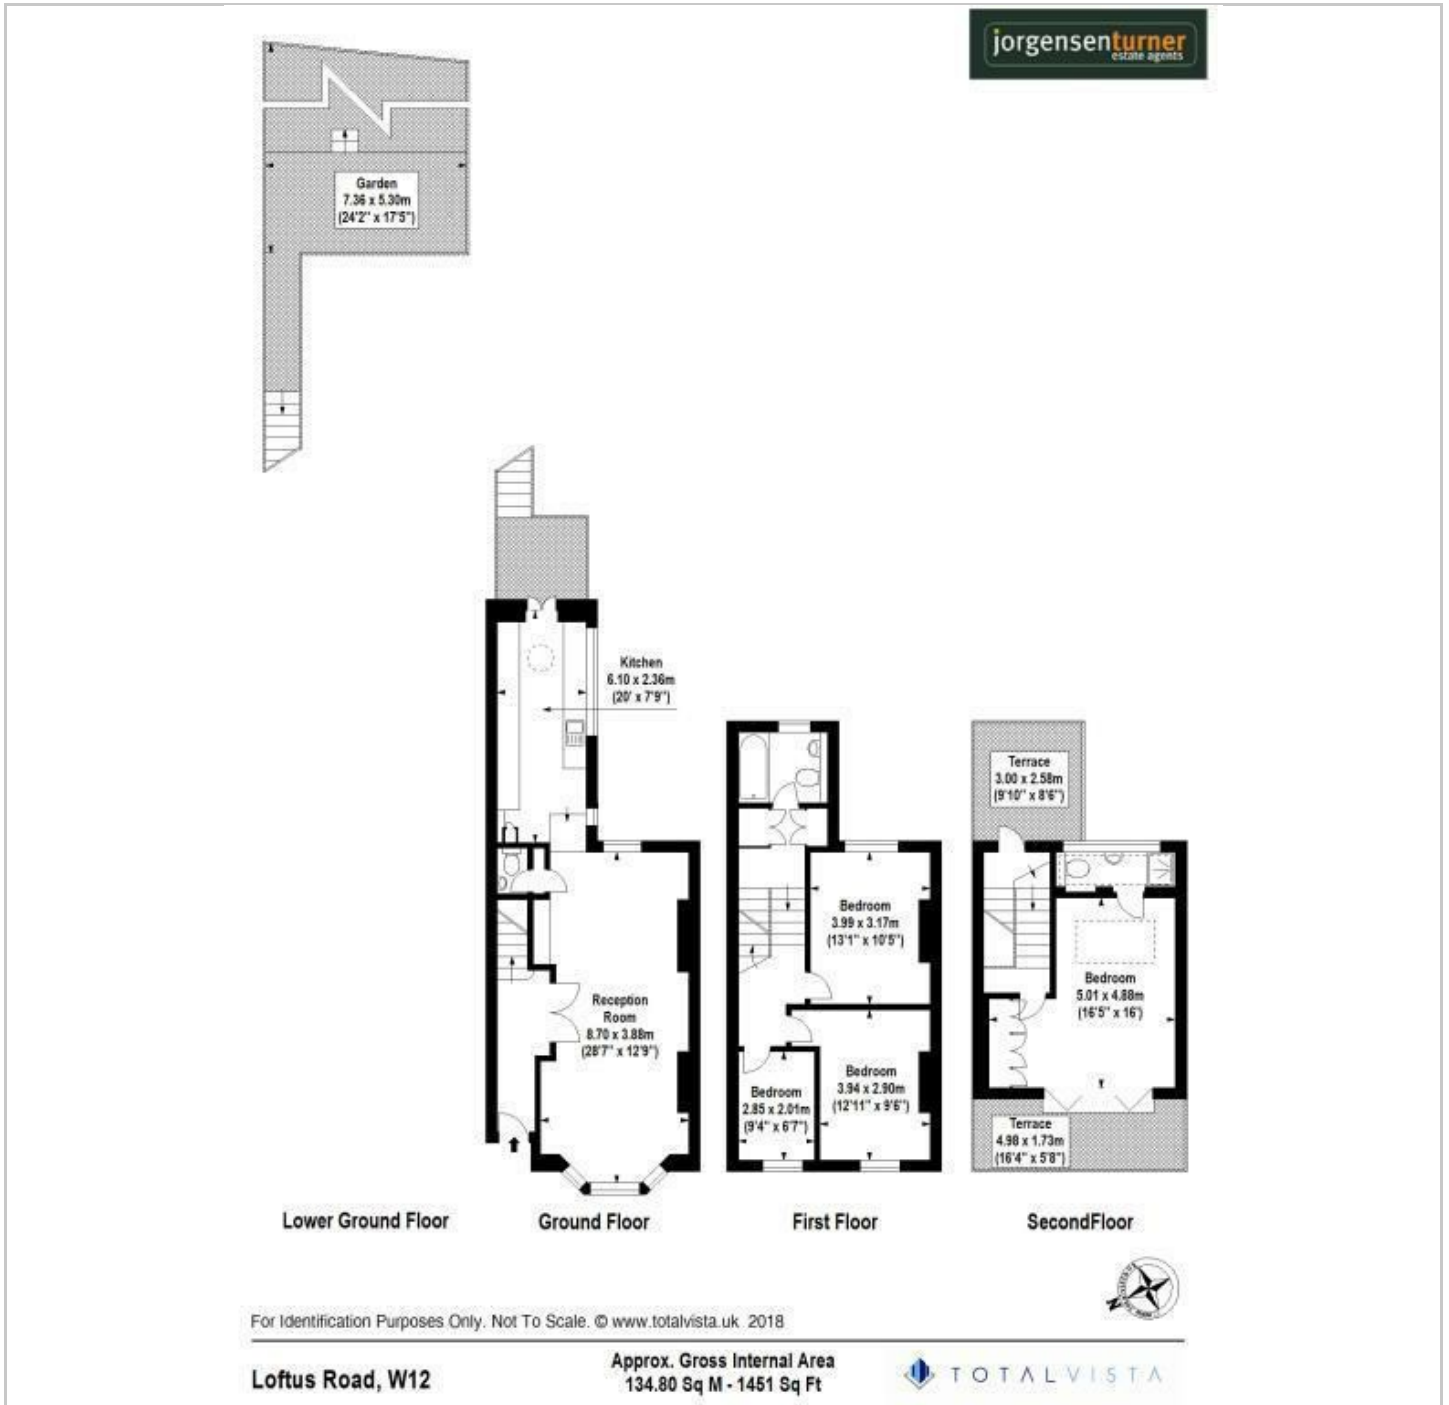 jorgensenturner
estate agents
Garden
7.36 x 5.30m
(24'2" x 17'5")
Kitchen
6.10 x 2.36m
(20' x 7'9")
Reception
Room
8.70 x 3.88m
(28'7" x 12'9")
Bedroom
3.99 x 3.17m
(13'1" x 10'5")
Bedroom
3.94 x 2.90m
(12'11" x 9'6")
Bedroom
2.85 x 2.01m
(9'4" x 6'7")
Terrace
3.00 x 2.58m
(9'10" x 8'6")
Bedroom
5.01 x 4.88m
(16'5" x 16')
Terrace
4.98 x 1.73m
(16'4" x 5'8")
Lower Ground Floor
Ground Floor
First Floor
SecondFloor
N
For Identification Purposes Only. Not To Scale. © www.totalvista.uk 2018
Loftus Road, W12
Approx. Gross Internal Area
134.80 Sq M - 1451 Sq Ft
TOTALVISTA